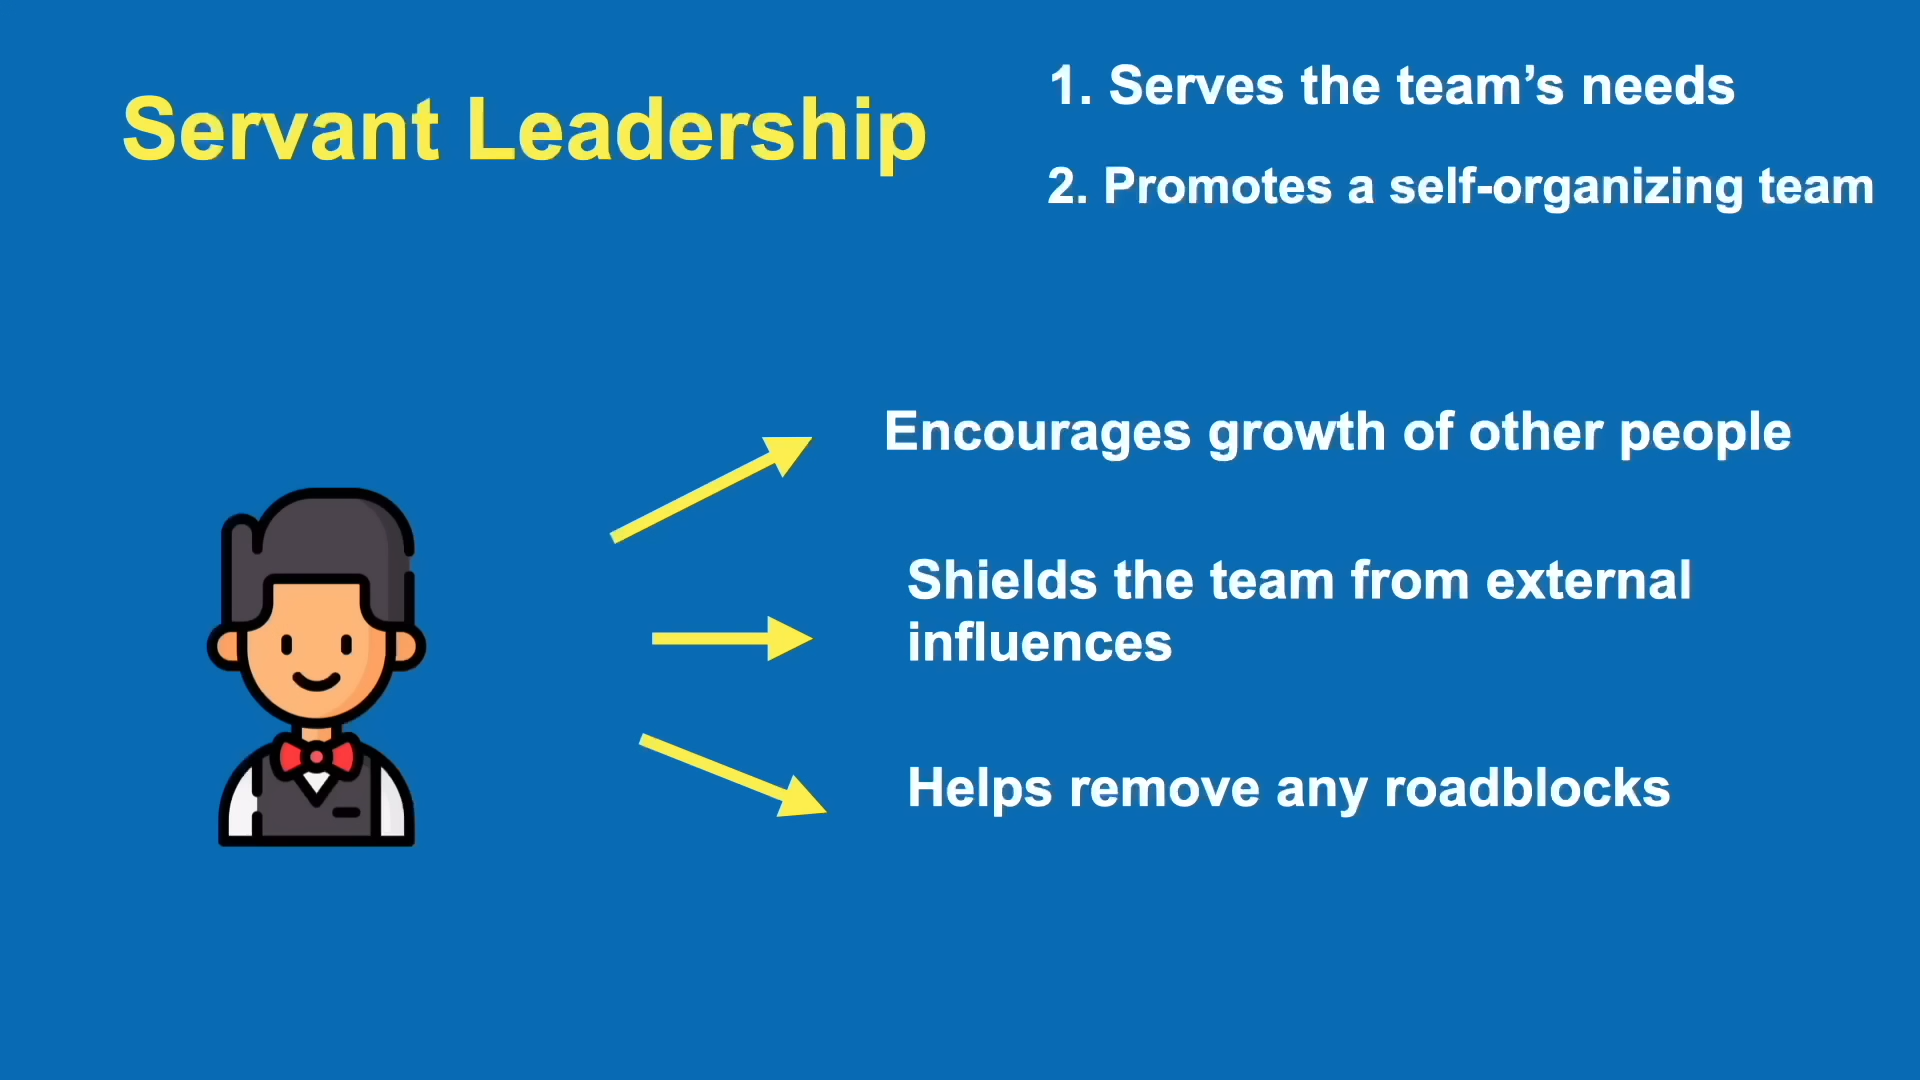 Servant Leadership
1. Serves the team’s needs
2. Promotes a self-organizing team
Encourages growth of other people
Shields the team from external
influences
Helps remove any roadblocks